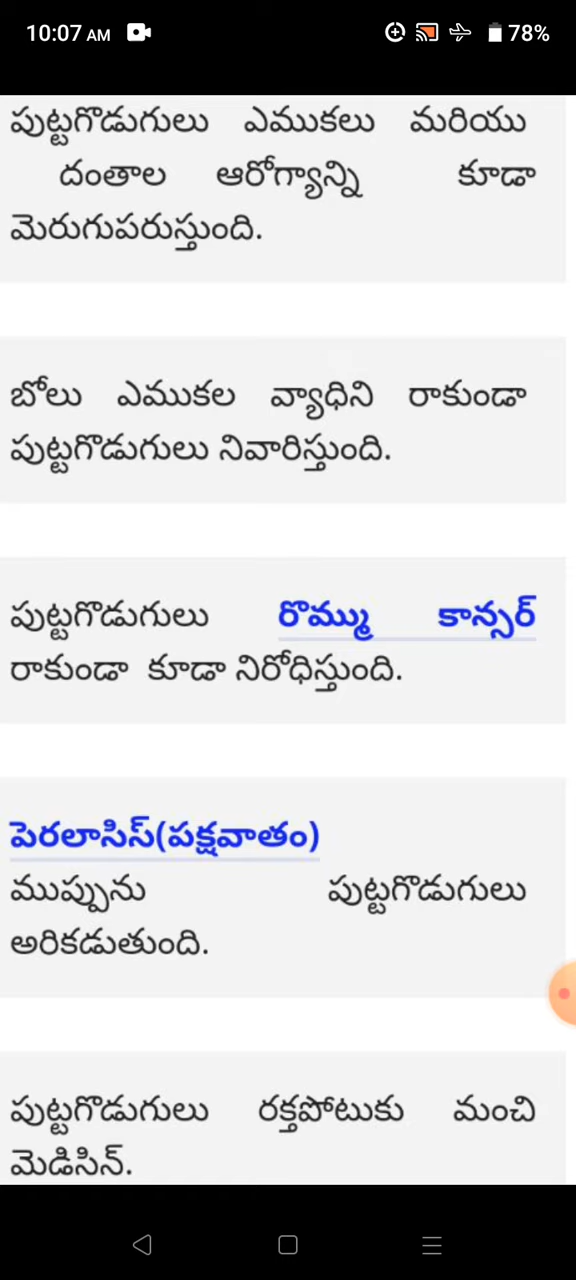 10:07 AM 78%
పుట్టగొడుగులు ఎముకలు మరియు
దంతాల ఆరోగ్యాన్ని కూడా
మెరుగుపరుస్తుంది.
బోలు ఎముకల వ్యాధిని రాకుండా
పుట్టగొడుగులు నివారిస్తుంది.
పుట్టగొడుగులు రొమ్ము కాన్సర్
రాకుండా కూడా నిరోధిస్తుంది.
పెరలాసిస్(పక్షవాతం)
ముప్పును పుట్టగొడుగులు
అరికడుతుంది.
పుట్టగొడుగులు రక్తపోటుకు మంచి
మెడిసిన్.